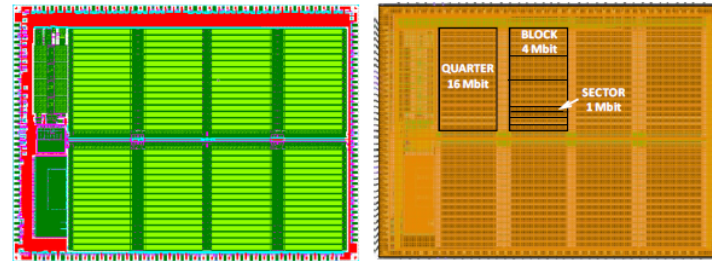 BLOCK
4 Mbit
QUARTER
16 Mbit
SECTOR
1 Mbit